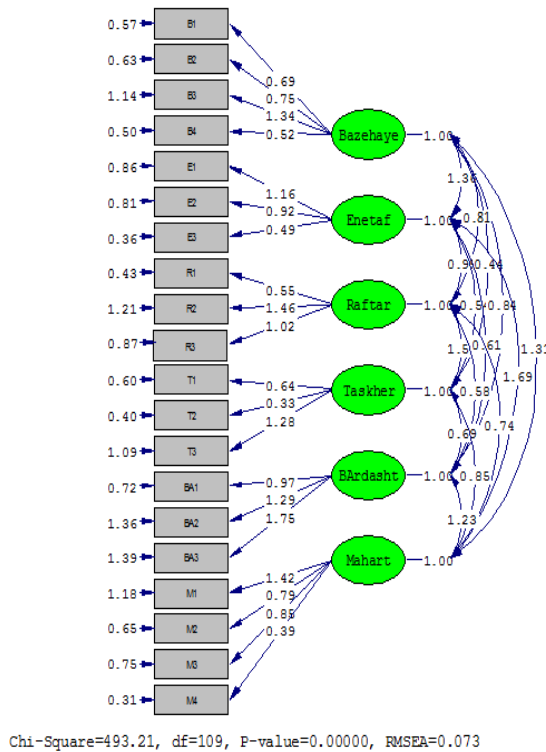 0.57 B1
0.63 B2
1.14 B3
0.50 B4
0.86 E1
0.81 E2
0.36 E3
0.43 R1
1.21 R2
0.87 R3
0.60 T1
0.40 T2
1.09 T3
0.72 BA1
1.36 BA2
1.39 BA3
1.18 M1
0.65 M2
0.75 M3
0.31 M4
0.69
0.75
1.34
0.52
1.16
0.92
0.49
0.55
1.46
1.02
0.64
0.33
1.28
0.97
1.29
1.75
1.42
0.79
0.85
0.39
Bazehaye 1.00
Enetaf 1.00
Raftar 1.00
Taskher 1.00
BArdasht 1.00
Mahart 1.00
1.36
0.81
0.44
0.84
0.61
1.69
0.58
0.74
0.69
0.85
1.23
Chi-Square=493.21, df=109, P-value=0.00000, RMSEA=0.073